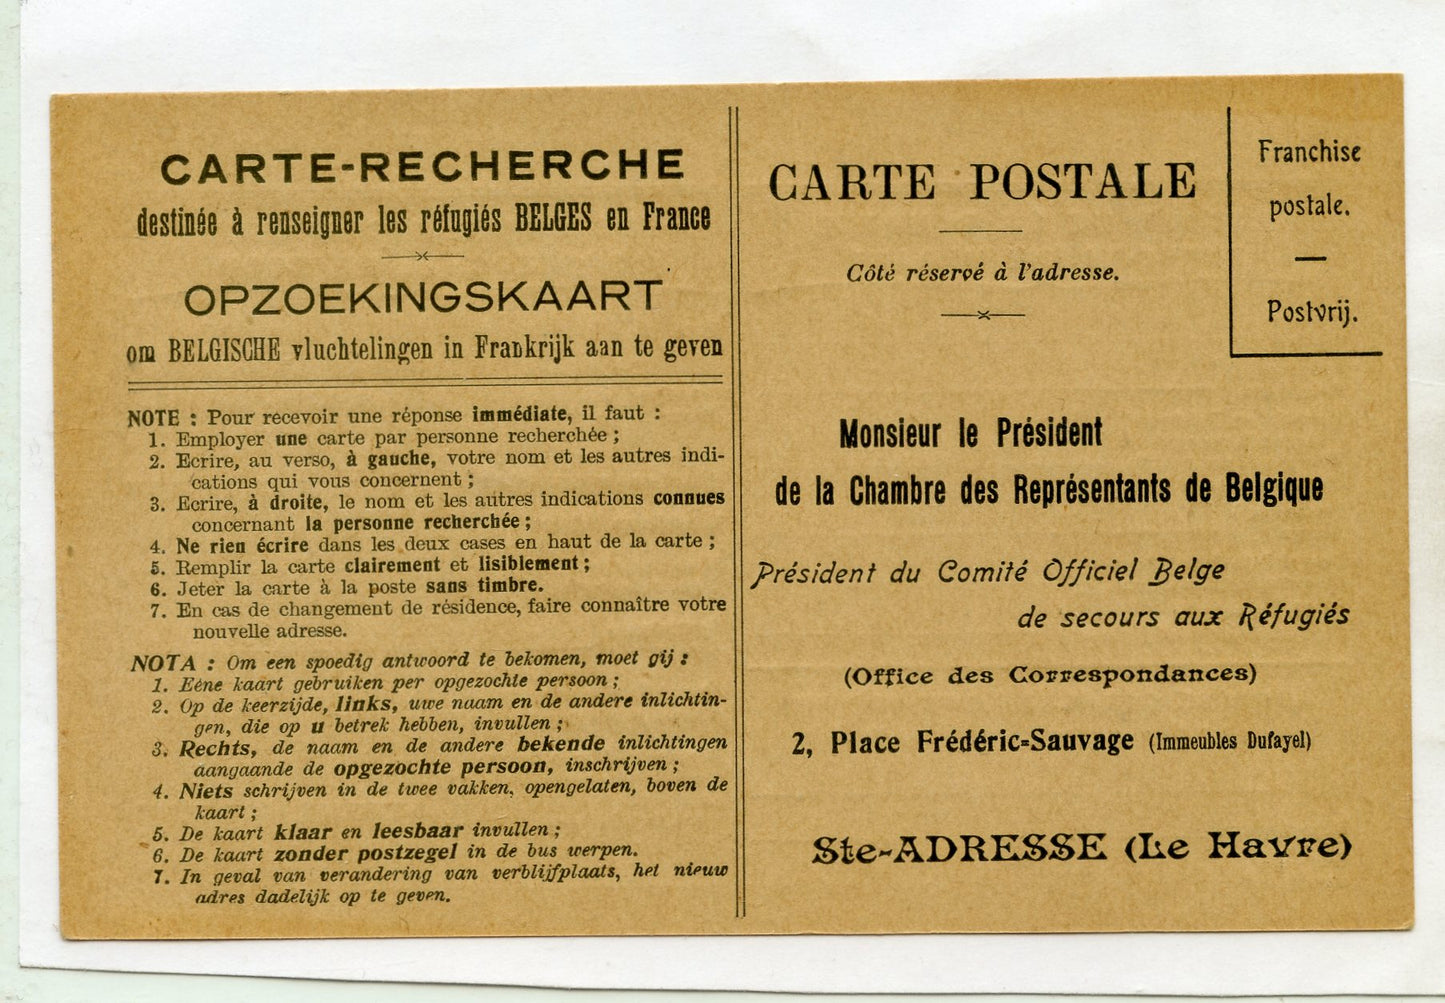 CARTE-RECHERCHE
destinée à renseigner les réfugiés BELGES en France
OPZOEKINGSKAART
om BELGISCHE vluchtelingen in Frankrijk aan te geven
NOTE : Pour recevoir une réponse immédiate, il faut :
1. Employer une carte par personne recherchée ;
2. Ecrire, au verso, à gauche, votre nom et les autres indi-
cations qui vous concernent ;
3. Ecrire, à droite, le nom et les autres indications connues
concernant la personne recherchée ;
4. Ne rien écrire dans les deux cases en haut de la carte ;
5. Remplir la carte clairement et lisiblement ;
6. Jeter la carte à la poste sans timbre.
7. En cas de changement de résidence, faire connaître votre
nouvelle adresse.
NOTA : Om een spoedig antwoord te bekomen, moet gij :
1. Eéne kaart gebruiken per opgezochte persoon ;
2. Op de keerzijde, links, uwe naam en de andere inlichtin-
gen, die op u betrek hebben, invullen ;
3. Rechts, de naam en de andere bekende inlichtingen
aangaande de opgezochte persoon, inschrijven ;
4. Niets schrijven in de twee vakken, opengelaten, boven de
kaart ;
5. De kaart klaar en leesbaar invullen ;
6. De kaart zonder postzegel in de bus werpen.
7. In geval van verandering van verblijfplaats, het nieuw
adres dadelijk op te geven.
CARTE POSTALE
Côté réservé à l'adresse.
Franchise
postale.
—
Postvrij.
Monsieur le Président
de la Chambre des Représentants de Belgique
Président du Comité Officiel Belge
de secours aux Réfugiés
(Office des Correspondances)
2, Place Frédéric-Sauvage (Immeubles Dufayel)
Ste-ADRESSE (Le Havre)